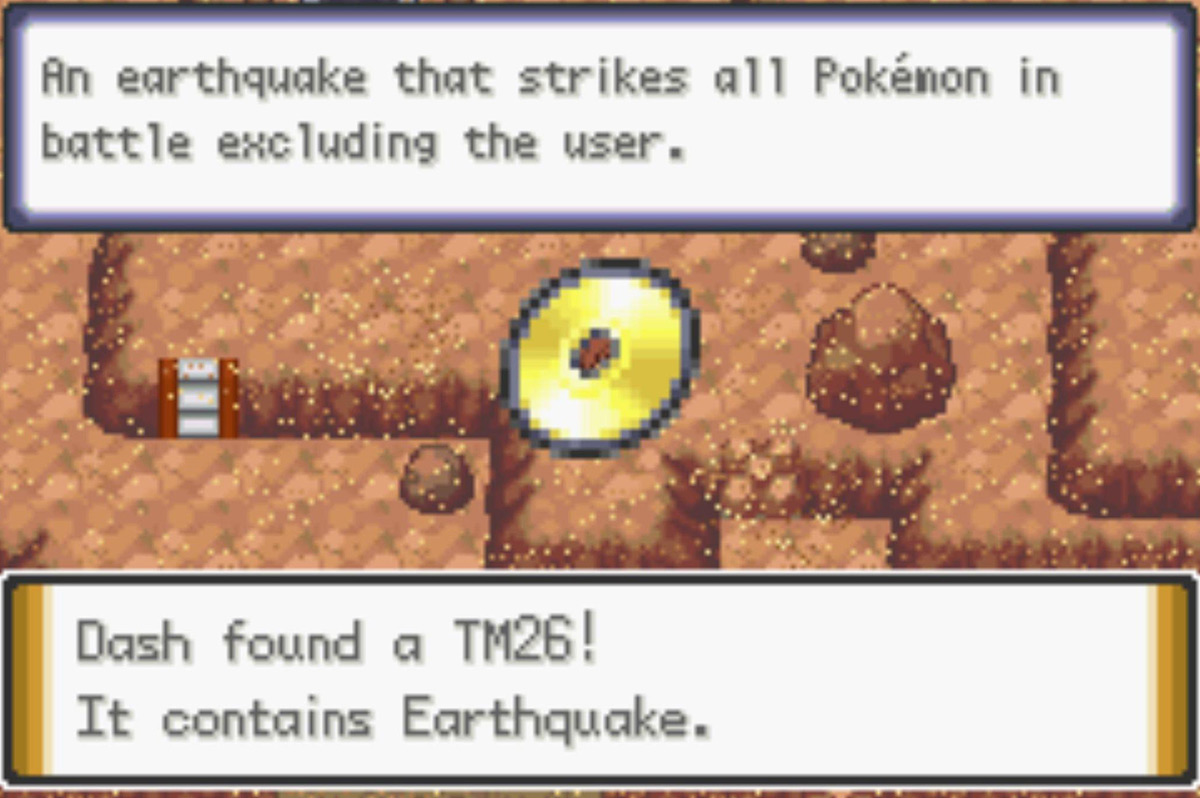 An earthquake that strikes all Pokémon in
battle excluding the user.
Dash found a TM26!
It contains Earthquake.